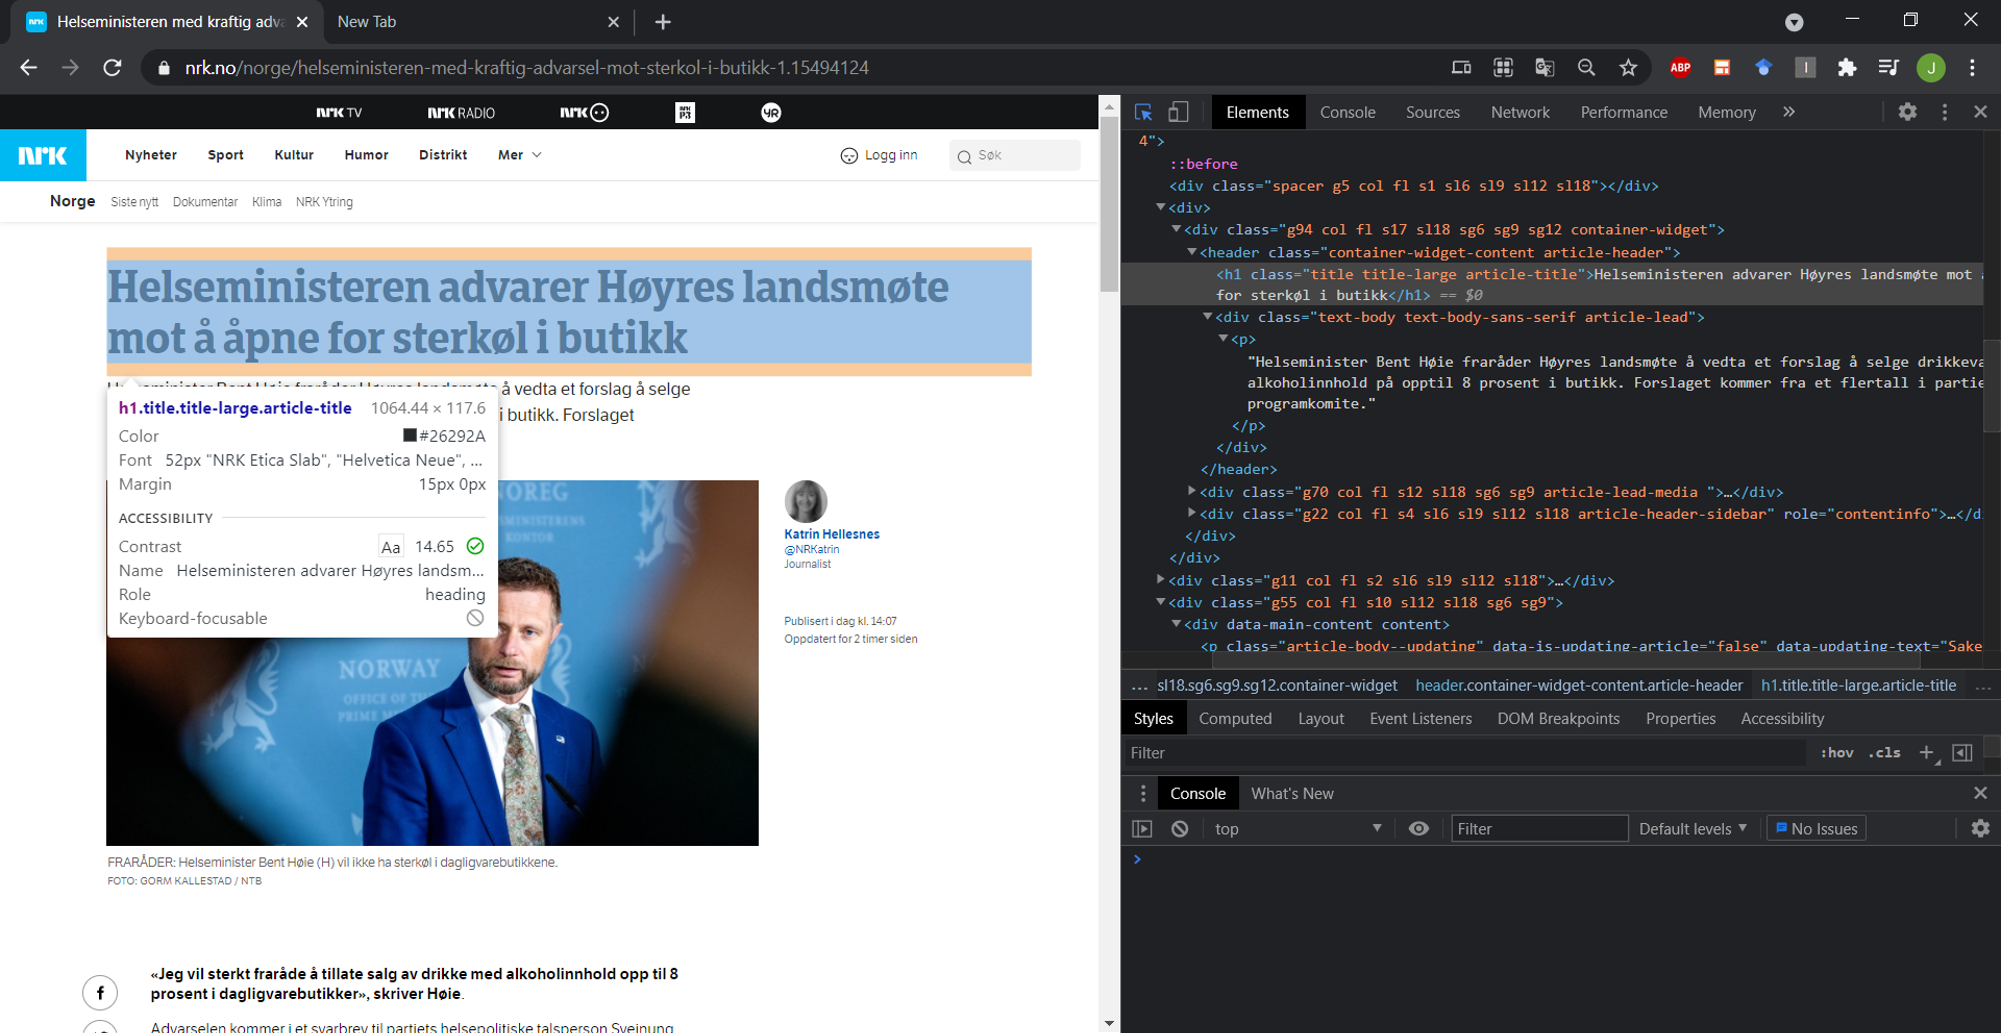 Helseministeren med kraftig adva
New Tab
nrk.no/norge/helseministeren-med-kraftig-advarsel-mot-sterkol-i-butikk-1.15494124
ABP
J
NRK TV
NRK RADIO
NRK
NRK P3
YR
NRK
Nyheter
Sport
Kultur
Humor
Distrikt
Mer
Logg inn
Søk
Norge
Siste nytt
Dokumentar
Klima
NRK Ytring
Helseministeren advarer Høyres landsmøte
mot å åpne for sterkøl i butikk
Helseminister Bent Høie fraråder Høyres landsmøte å vedta et forslag å selge
i butikk. Forslaget
h1.title.title-large.article-title 1064.44 × 117.6
Color #26292A
Font 52px "NRK Etica Slab", "Helvetica Neue", ...
Margin 15px 0px
ACCESSIBILITY
Contrast Aa 14.65
Name Helseministeren advarer Høyres landsm...
Role heading
Keyboard-focusable
NOREG
KONTOR
NORWAY
OFFICE OF TH
PRIME M
Katrin Hellesnes
@NRKatrin
Journalist
Publisert i dag kl. 14:07
Oppdatert for 2 timer siden
FRARÅDER: Helseminister Bent Høie (H) vil ikke ha sterkøl i dagligvarebutikkene.
FOTO: GORM KALLESTAD / NTB
«Jeg vil sterkt fraråde å tillate salg av drikke med alkoholinnhold opp til 8
prosent i dagligvarebutikker», skriver Høie.
Advarselen kommer i et svarbrev til partiets helsepolitiske talsperson Sveinung
Elements
Console
Sources
Network
Performance
Memory
4">
::before
<div class="spacer g5 col fl s1 sl6 sl9 sl12 sl18"></div>
<div>
<div class="g94 col fl s17 sl18 sg6 sg9 sg12 container-widget">
<header class="container-widget-content article-header">
<h1 class="title title-large article-title">Helseministeren advarer Høyres landsmøte mot
for sterkøl i butikk</h1> == $0
<div class="text-body text-body-sans-serif article-lead">
<p>
"Helseminister Bent Høie fraråder Høyres landsmøte å vedta et forslag å selge drikkeva
alkoholinnhold på opptil 8 prosent i butikk. Forslaget kommer fra et flertall i partie
programkomite."
</p>
</div>
</header>
<div class="g70 col fl s12 sl18 sg6 sg9 article-lead-media ">…</div>
<div class="g22 col fl s4 sl6 sl9 sl12 sl18 article-header-sidebar" role="contentinfo">…</d
</div>
</div>
<div class="g11 col fl s2 sl6 sl9 sl12 sl18">…</div>
<div class="g55 col fl s10 sl12 sl18 sg6 sg9">
<div data-main-content content>
<p class="article-body--updating" data-is-updating-article="false" data-updating-text="Sake
... sl18.sg6.sg9.sg12.container-widget header.container-widget-content.article-header h1.title.title-large.article-title ...
Styles
Computed
Layout
Event Listeners
DOM Breakpoints
Properties
Accessibility
Filter
:hov
.cls
Console
What's New
top
Filter
Default levels
No Issues